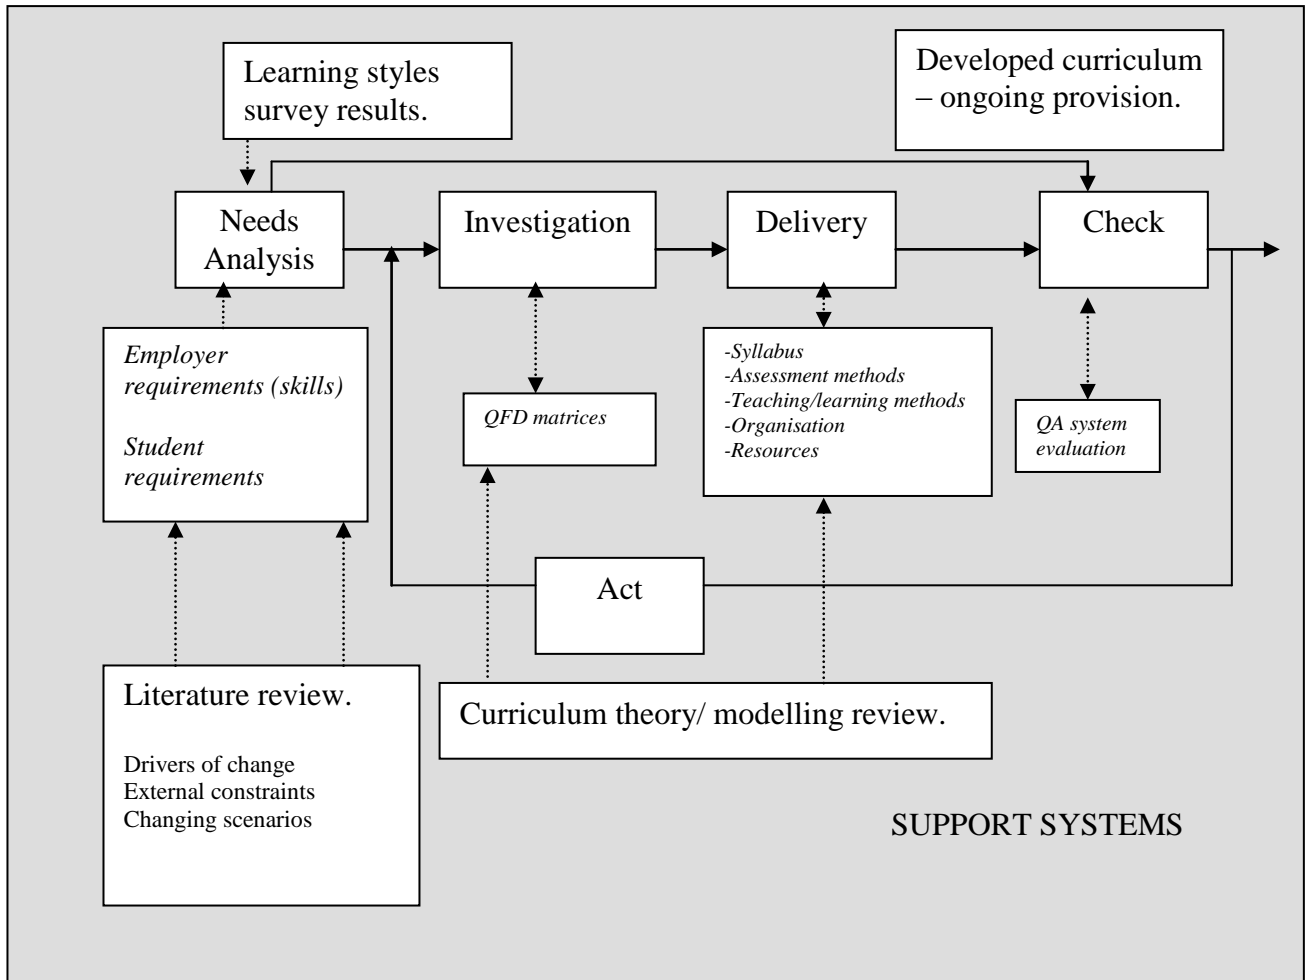 Learning styles
survey results.
Developed curriculum
– ongoing provision.
Needs
Analysis
Investigation
Delivery
Check
Employer
requirements (skills)
Student
requirements
QFD matrices
-Syllabus
-Assessment methods
-Teaching/learning methods
-Organisation
-Resources
QA system
evaluation
Act
Literature review.
Drivers of change
External constraints
Changing scenarios
Curriculum theory/ modelling review.
SUPPORT SYSTEMS